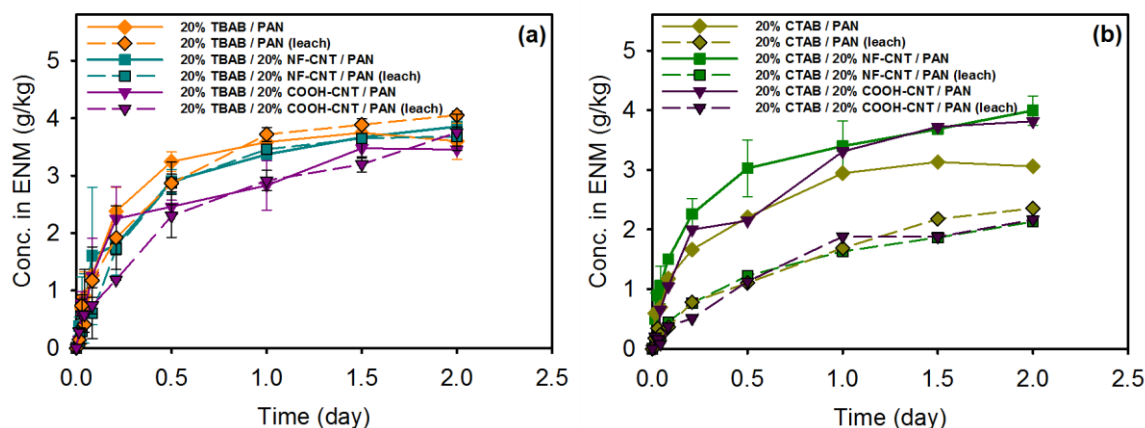 (a)
20% TBAB / PAN
20% TBAB / PAN (leach)
20% TBAB / 20% NF-CNT / PAN
20% TBAB / 20% NF-CNT / PAN (leach)
20% TBAB / 20% COOH-CNT / PAN
20% TBAB / 20% COOH-CNT / PAN (leach)
Conc. in ENM (g/kg)
5
4
3
2
1
0
0.0 0.5 1.0 1.5 2.0 2.5
Time (day)
(b)
20% CTAB / PAN
20% CTAB / PAN (leach)
20% CTAB / 20% NF-CNT / PAN
20% CTAB / 20% NF-CNT / PAN (leach)
20% CTAB / 20% COOH-CNT / PAN
20% CTAB / 20% COOH-CNT / PAN (leach)
Conc. in ENM (g/kg)
5
4
3
2
1
0
0.0 0.5 1.0 1.5 2.0 2.5
Time (day)